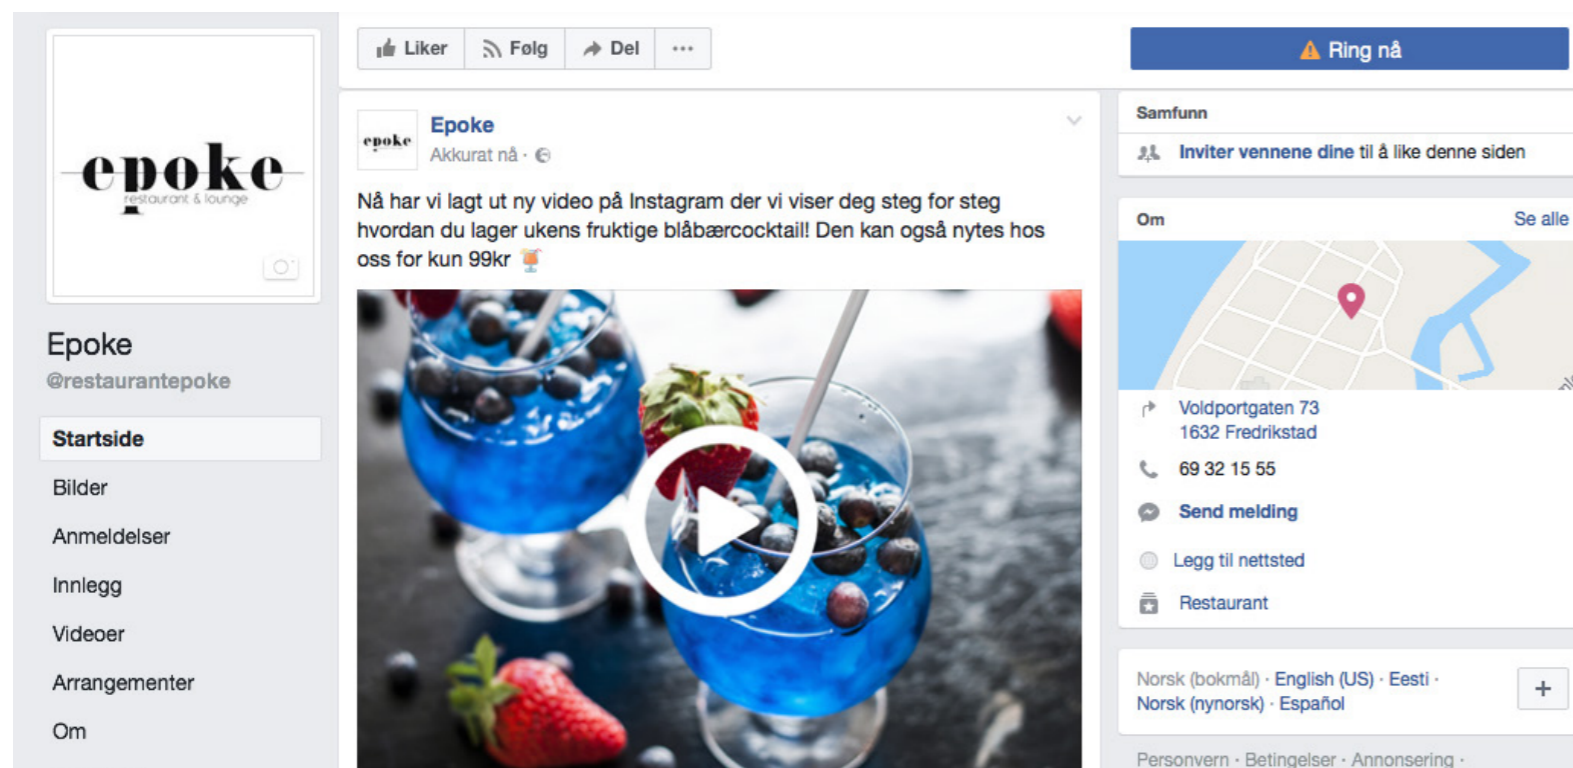 epoke
restaurant & lounge
Epoke
@restaurantepoke
Startside
Bilder
Anmeldelser
Innlegg
Videoer
Arrangementer
Om
Liker
Følg
Del
Ring nå
epoke
Epoke
Akkurat nå ·
Nå har vi lagt ut ny video på Instagram der vi viser deg steg for steg
hvordan du lager ukens fruktige blåbærcocktail! Den kan også nytes hos
oss for kun 99kr 🍹
Samfunn
Inviter vennene dine til å like denne siden
Om
Se alle
Voldportgaten 73
1632 Fredrikstad
69 32 15 55
Send melding
Legg til nettsted
Restaurant
Norsk (bokmål) · English (US) · Eesti ·
Norsk (nynorsk) · Español
Personvern · Betingelser · Annonsering ·